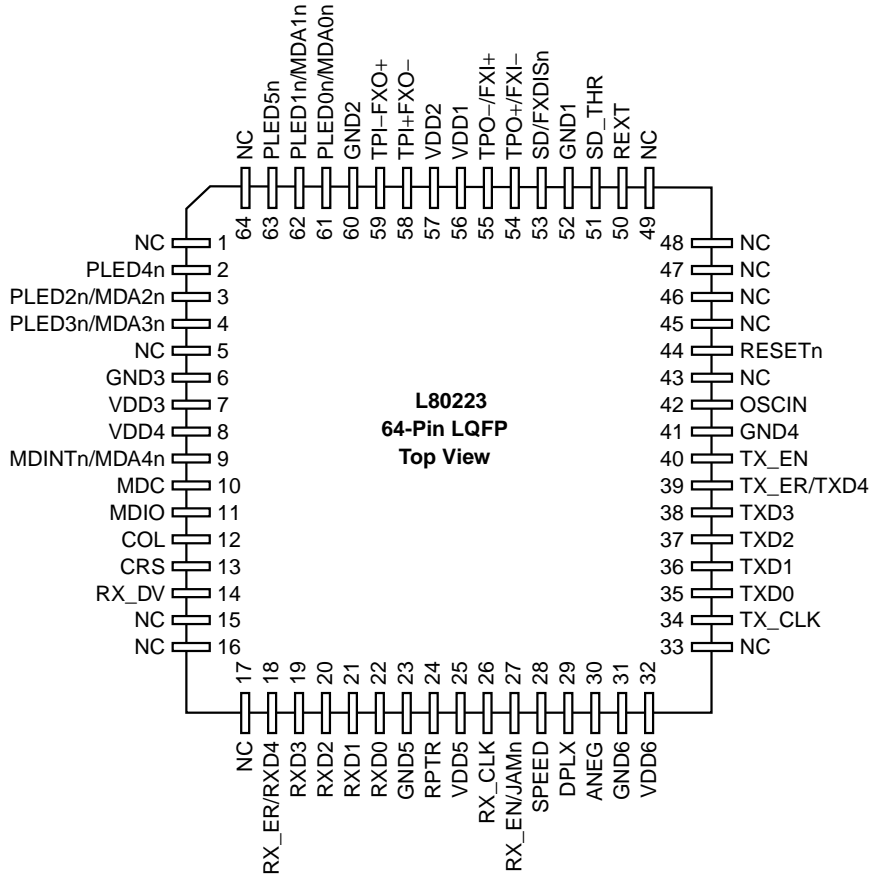 NC
PLED5n
PLED1n/MDA1n
PLED0n/MDA0n
GND2
TPI−FXO+
TPI+FXO−
VDD2
VDD1
TPO−/FXI+
TPO+/FXI−
SD/FXDISn
GND1
SD_THR
REXT
NC
64
63
62
61
60
59
58
57
56
55
54
53
52
51
50
49
NC 1
PLED4n 2
PLED2n/MDA2n 3
PLED3n/MDA3n 4
NC 5
GND3 6
VDD3 7
VDD4 8
MDINTn/MDA4n 9
MDC 10
MDIO 11
COL 12
CRS 13
RX_DV 14
NC 15
NC 16
L80223
64-Pin LQFP
Top View
48 NC
47 NC
46 NC
45 NC
44 RESETn
43 NC
42 OSCIN
41 GND4
40 TX_EN
39 TX_ER/TXD4
38 TXD3
37 TXD2
36 TXD1
35 TXD0
34 TX_CLK
33 NC
17
18
19
20
21
22
23
24
25
26
27
28
29
30
31
32
NC
RX_ER/RXD4
RXD3
RXD2
RXD1
RXD0
GND5
RPTR
VDD5
RX_CLK
RX_EN/JAMn
SPEED
DPLX
ANEG
GND6
VDD6